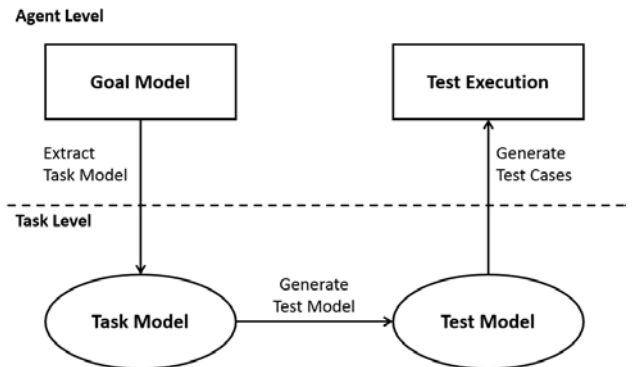 Agent Level
Goal Model
Test Execution
Extract
Task Model
Generate
Test Cases
Task Level
Generate
Test Model
Task Model
Test Model